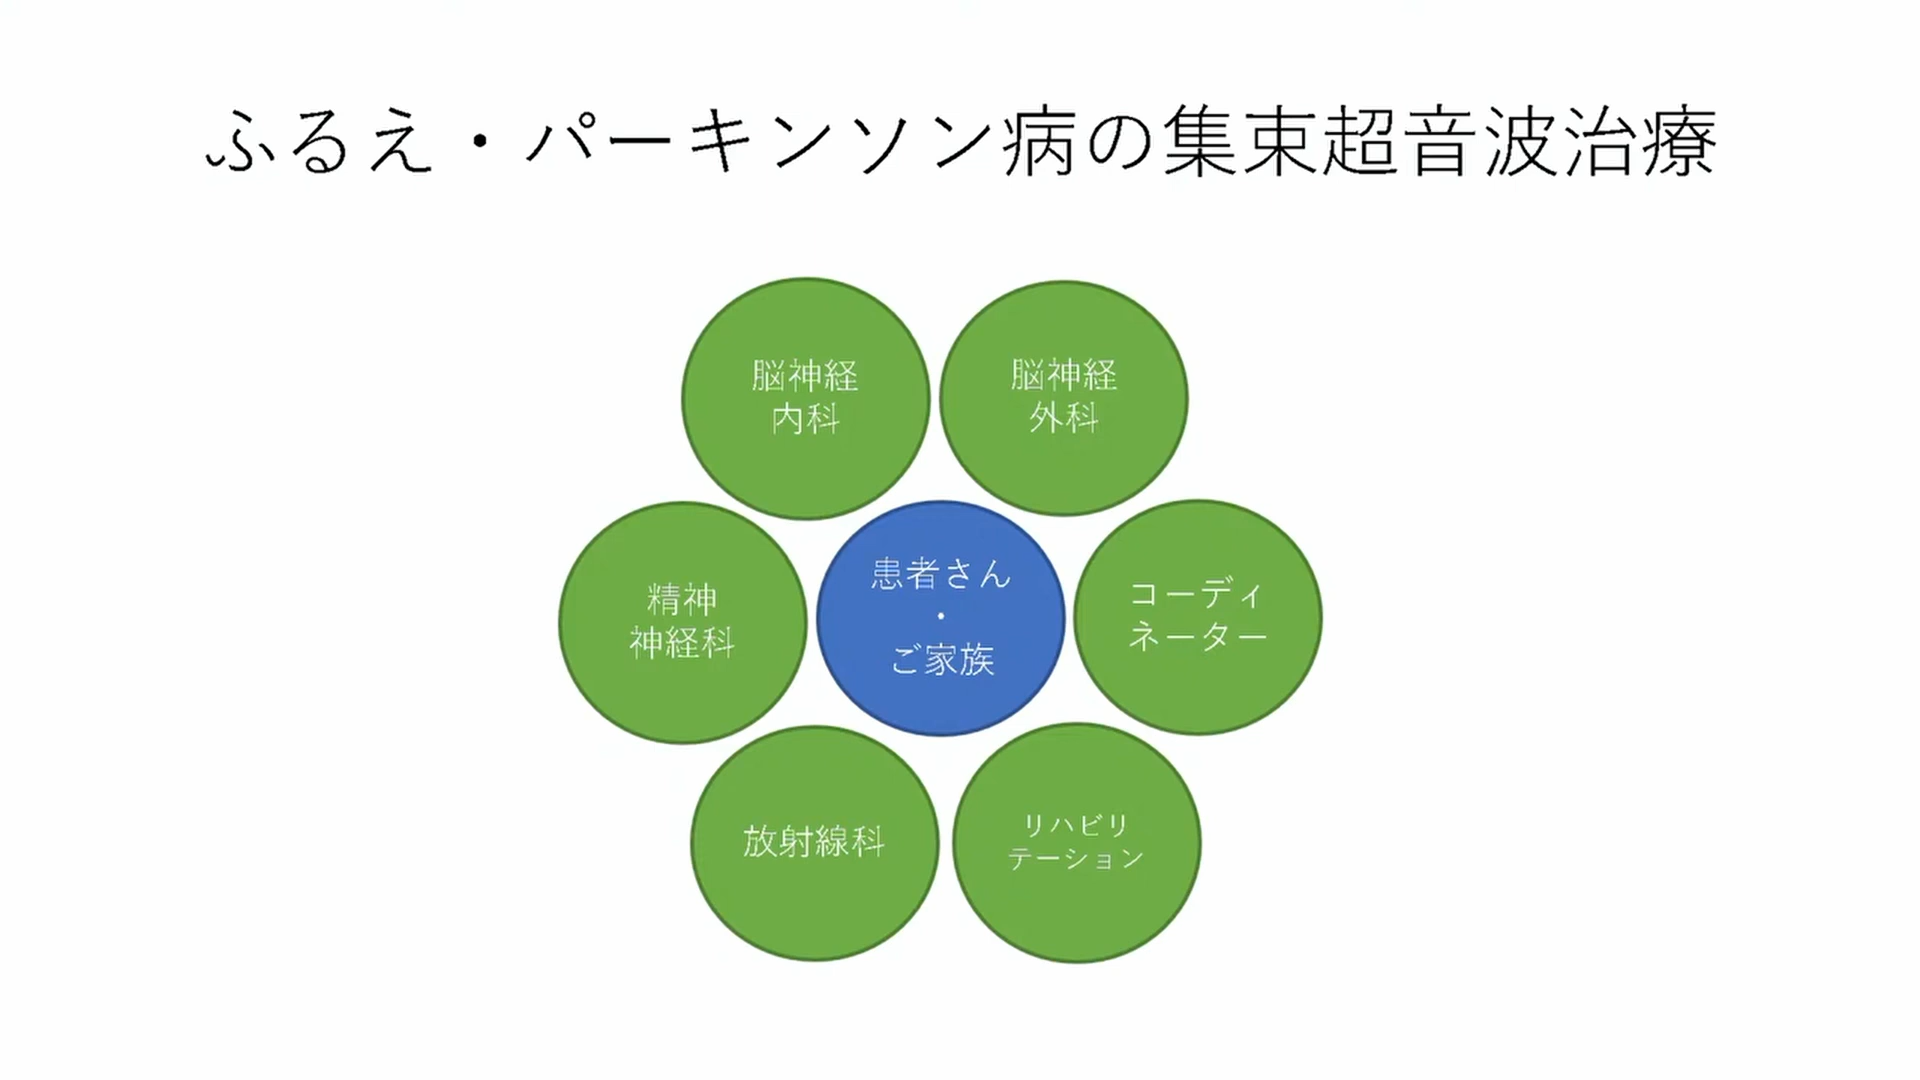 ふるえ・パーキンソン病の集束超音波治療
脳神経
内科
脳神経
外科
精神
神経科
患者さん
・
ご家族
コーディ
ネーター
放射線科
リハビリ
テーション